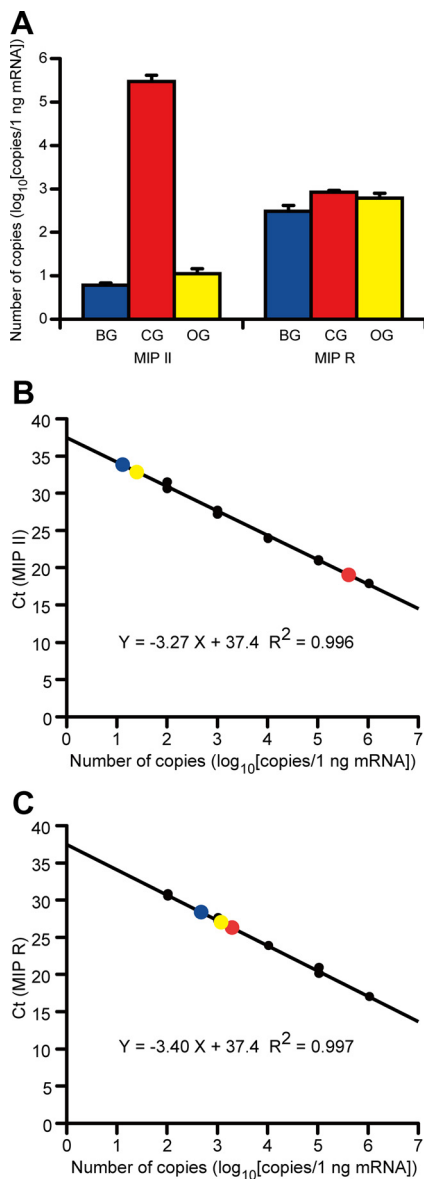 A
Number of copies (log10[copies/1 ng mRNA])
6
5
4
3
2
1
0
BG CG OG BG CG OG
MIP II MIP R
B
Ct (MIP II)
40
35
30
25
20
15
10
5
0
Y = -3.27 X + 37.4 R2 = 0.996
0 1 2 3 4 5 6 7
Number of copies (log10[copies/1 ng mRNA])
C
Ct (MIP R)
40
35
30
25
20
15
10
5
0
Y = -3.40 X + 37.4 R2 = 0.997
0 1 2 3 4 5 6 7
Number of copies (log10[copies/1 ng mRNA])